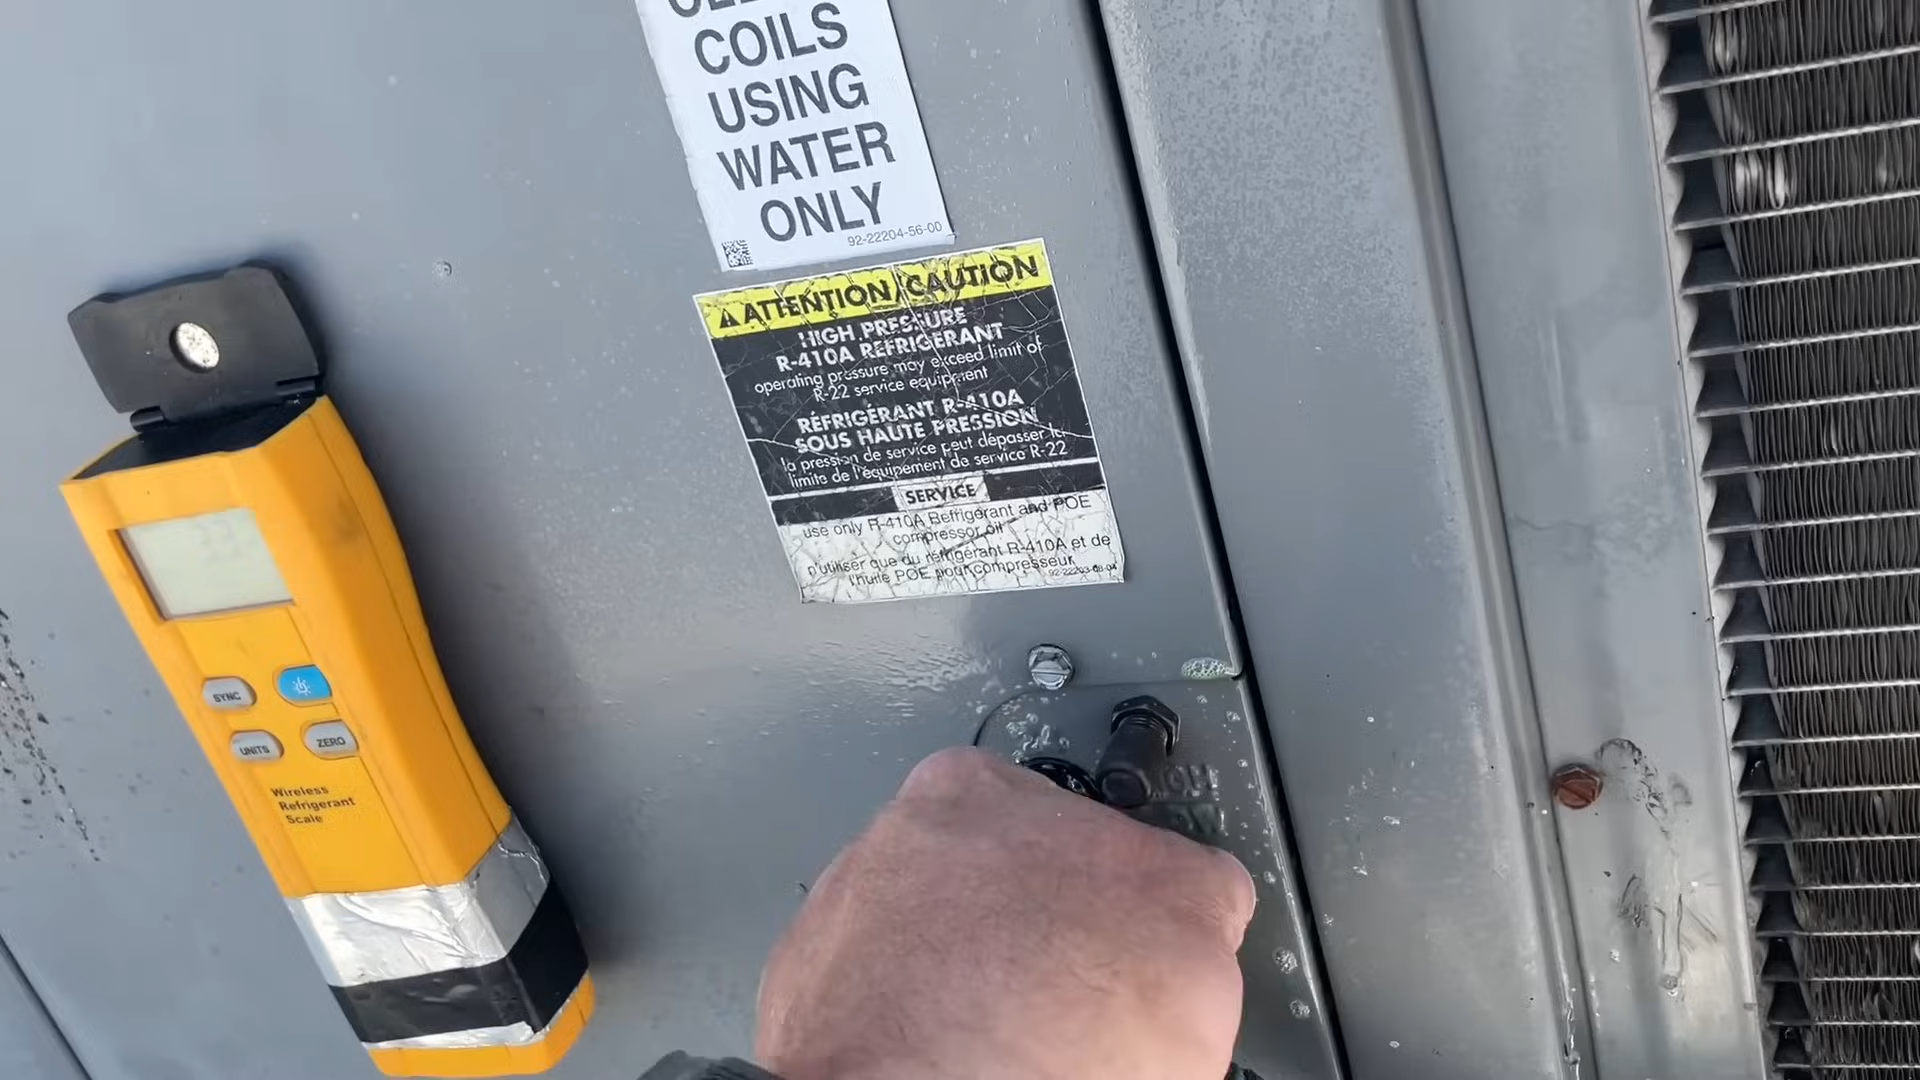 COILS
USING
WATER
ONLY
92-22204-56-00
ATTENTION/CAUTION
HIGH PRESSURE
R-410A REFRIGERANT
operating pressure may exceed limit of
R-22 service equipment
RÉFRIGÉRANT R-410A
SOUS HAUTE PRESSION
la pression de service peut dépasser la
limite de l'équipement de service R-22
SERVICE
use only R-410A Refrigerant and POE
compressor oil
n'utiliser que du réfrigérant R-410A et de
l'huile POE pour compresseur
SYNC
UNITS
ZERO
Wireless
Refrigerant
Scale